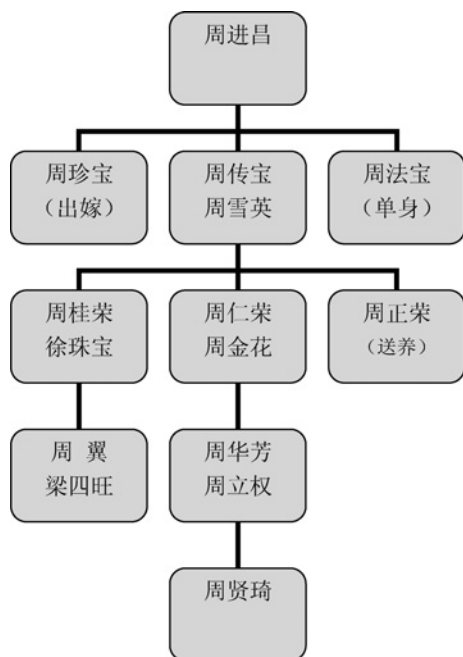 周进昌
周珍宝
（出嫁）
周传宝
周雪英
周法宝
（单身）
周桂荣
徐珠宝
周仁荣
周金花
周正荣
（送养）
周 翼
梁四旺
周华芳
周立权
周贤琦